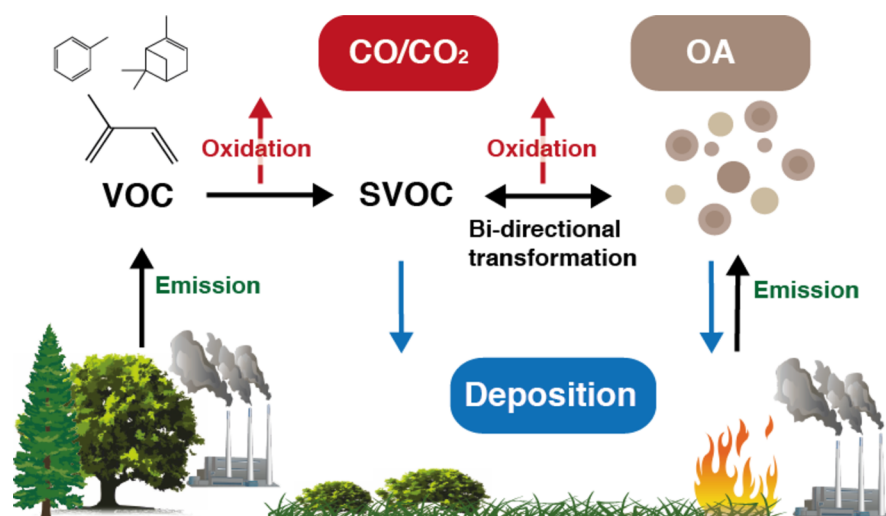 CO/CO₂
OA
Oxidation
Oxidation
VOC
SVOC
Bi-directional
transformation
Emission
Emission
Deposition